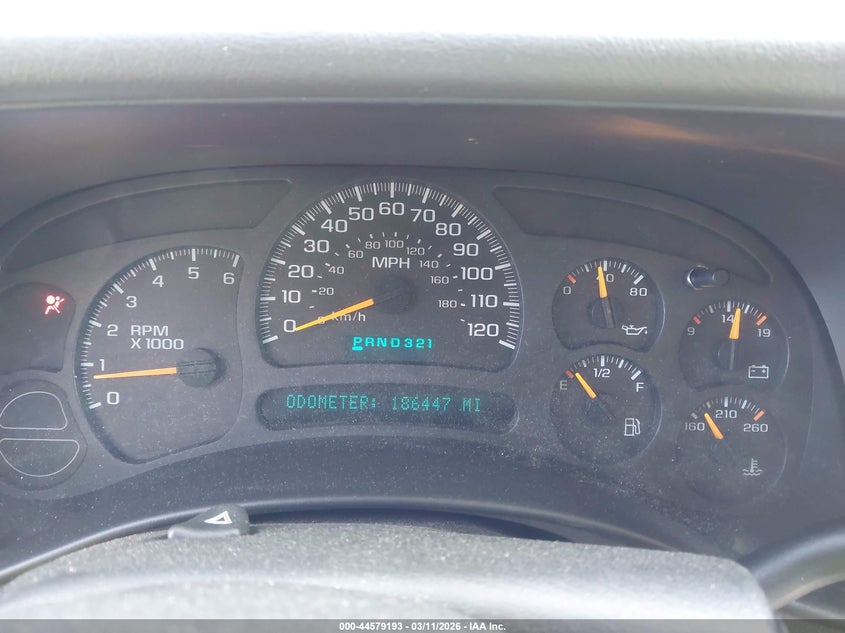 0 1 2 3 4 5 6
RPM
X1000
0 10 20 30 40 50 60 70 80 90 100 110 120
20 40 60 80 100 120 140 160 180
MPH
km/h
PRND321
ODOMETER: 186447 MI
0 80
9 14 19
E 1/2 F
160 210 260
000-44579193 - 03/11/2026 - IAA Inc.